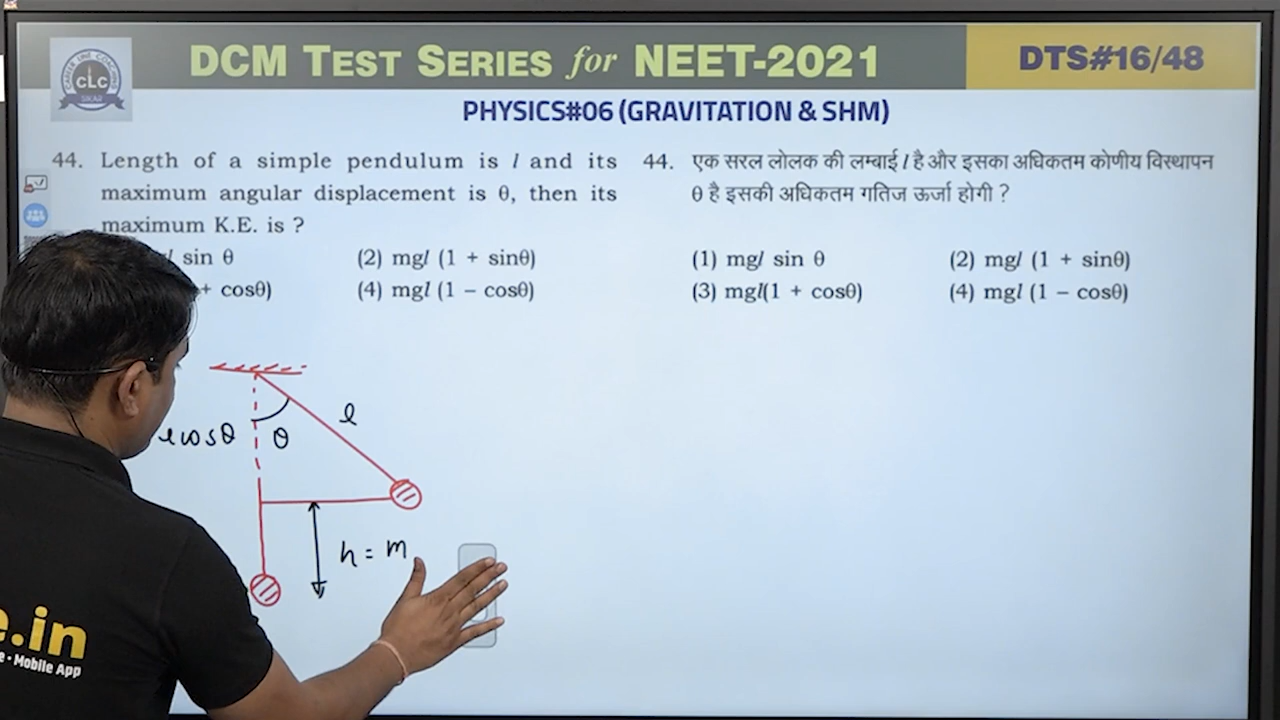 DCM TEST SERIES for NEET-2021
DTS#16/48
CLC
SIKAR
PHYSICS#06 (GRAVITATION & SHM)
44. Length of a simple pendulum is l and its
maximum angular displacement is θ, then its
maximum K.E. is ?
l sin θ (2) mgl (1 + sinθ)
+ cosθ) (4) mgl (1 − cosθ)
44. एक सरल लोलक की लम्बाई l है और इसका अधिकतम कोणीय विस्थापन
θ है इसकी अधिकतम गतिज ऊर्जा होगी ?
(1) mgl sin θ (2) mgl (1 + sinθ)
(3) mgl(1 + cosθ) (4) mgl (1 − cosθ)
l
lcosθ θ
h = m
e.in
e • Mobile App